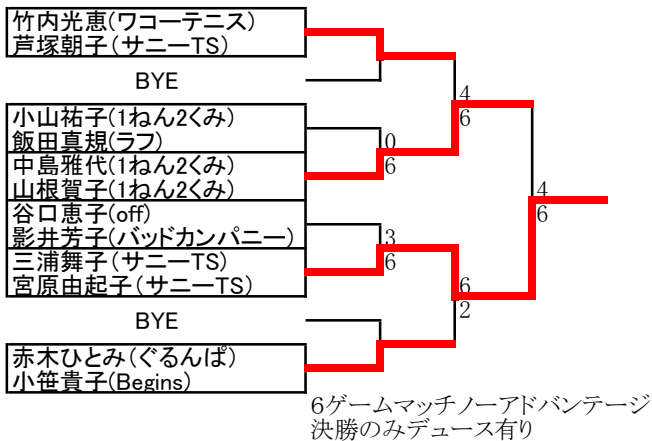 竹内光恵(ワコーテニス)
芦塚朝子(サニーTS)
BYE
小山祐子(1ねん2くみ)
飯田真規(ラフ)
中島雅代(1ねん2くみ)
山根賀子(1ねん2くみ)
谷口恵子(off)
影井芳子(バッドカンパニー)
三浦舞子(サニーTS)
宮原由起子(サニーTS)
BYE
赤木ひとみ(ぐるんぱ)
小笹貴子(Begins)
0
6
3
6
4
6
6
2
4
6
6ゲームマッチノーアドバンテージ
決勝のみデュース有り